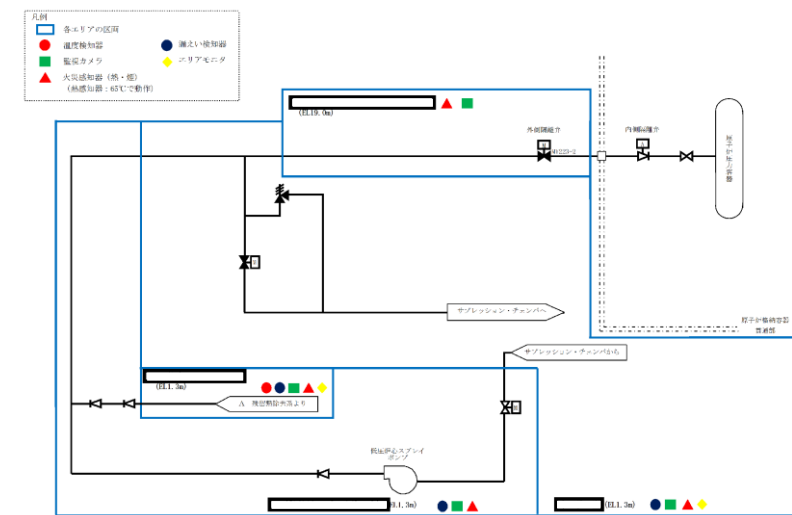 凡例
各エリアの区画
温度検知器
漏えい検知器
監視カメラ
エリアモニタ
火災感知器（熱・煙）
（熱感知器：65℃で動作）
(EL19.0m)
外側隔離弁
内側隔離弁
MV223-2
原子炉圧力容器
サプレッション・チェンバへ
原子炉格納容器
貫通部
サプレッション・チェンバから
(EL1.3m)
A-残留熱除去系より
低圧炉心スプレイ
ポンプ
(EL1.3m)
(EL1.3m)